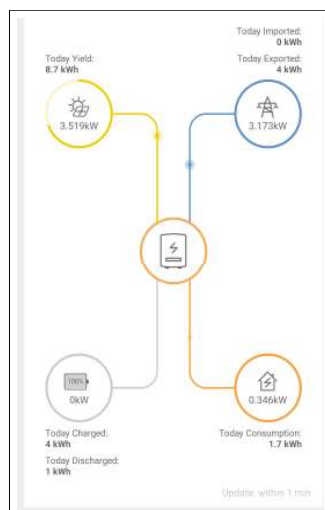 Today Imported:
0 kWh
Today Yield:
8.7 kWh
Today Exported:
4 kWh
3.519kW
3.173kW
100%
0kW
0.346kW
Today Charged:
4 kWh
Today Consumption:
1.7 kWh
Today Discharged:
1 kWh
Update: within 1 min